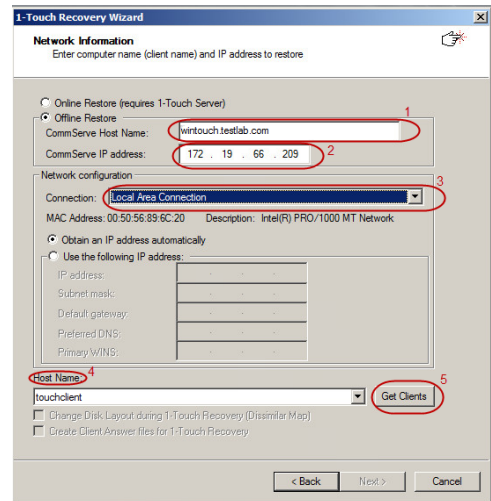 1-Touch Recovery Wizard
Network Information
Enter computer name (client name) and IP address to restore
Online Restore (requires 1-Touch Server)
1
Offline Restore
CommServe Host Name: wintouch.testlab.com
CommServe IP address: 172 . 19 . 66 . 209 2
Network configuration
3
Connection: Local Area Connection
MAC Address: 00:50:56:89:6C:20 Description: Intel(R) PRO/1000 MT Network
Obtain an IP address automatically
Use the following IP address:
IP address:
Subnet mask:
Default gateway:
Preferred DNS:
Primary WINS:
Host Name: 4
5
touchclient Get Clients
Change Disk Layout during 1-Touch Recovery (Dissimilar Map)
Create Client Answer files for 1-Touch Recovery
< Back Next > Cancel